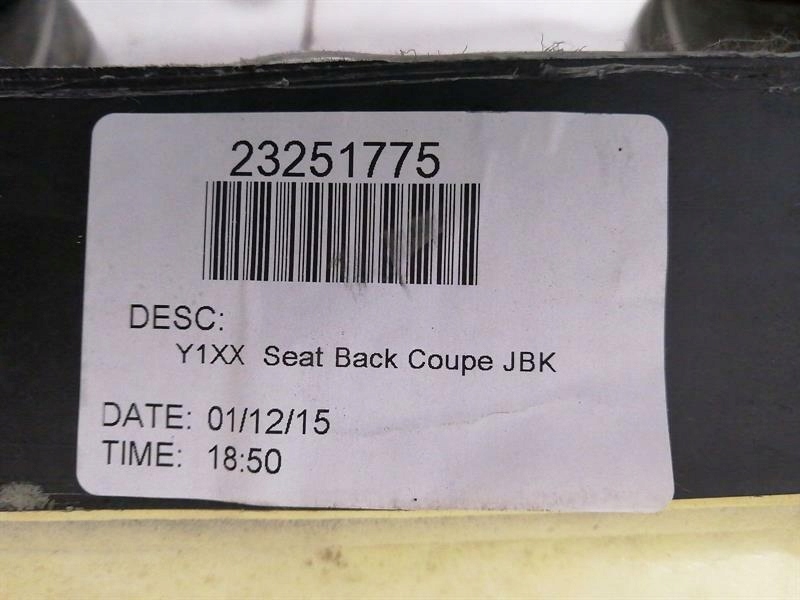 23251775
DESC:
Y1XX Seat Back Coupe JBK
DATE: 01/12/15
TIME: 18:50